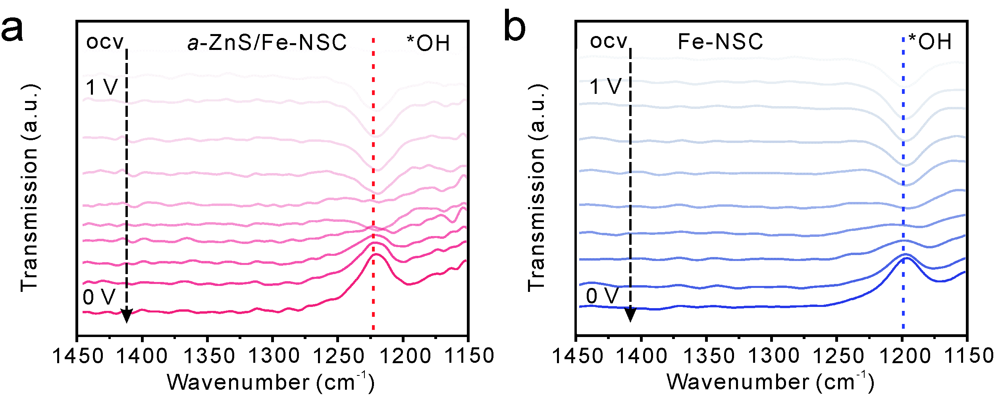 a
ocv
a-ZnS/Fe-NSC
*OH
1 V
0 V
Transmission (a.u.)
1450 1400 1350 1300 1250 1200 1150
Wavenumber (cm⁻¹)
b
ocv
Fe-NSC
*OH
1 V
0 V
Transmission (a.u.)
1450 1400 1350 1300 1250 1200 1150
Wavenumber (cm⁻¹)